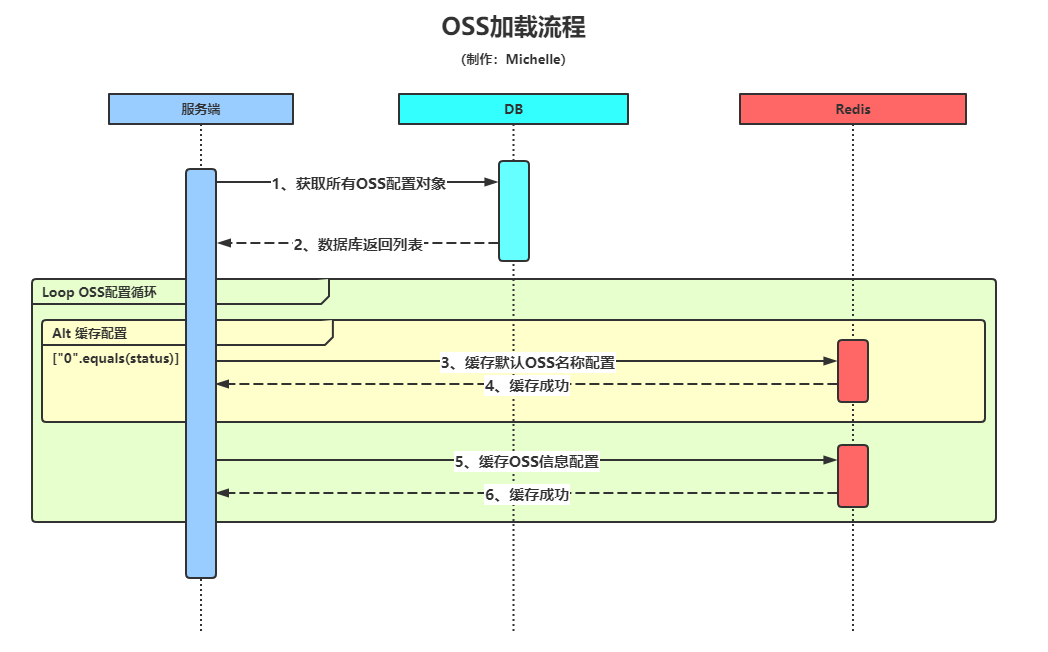 OSS加载流程
(制作：Michelle)
服务端
DB
Redis
1、获取所有OSS配置对象
2、数据库返回列表
Loop OSS配置循环
Alt 缓存配置
["0".equals(status)]
3、缓存默认OSS名称配置
4、缓存成功
5、缓存OSS信息配置
6、缓存成功